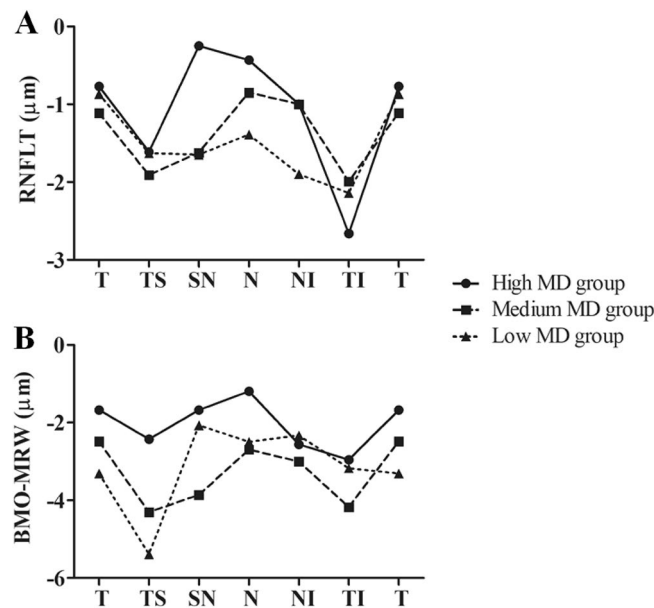 A
RNFLT (μm)
0
-1
-2
-3
T TS SN N NI TI T
High MD group
Medium MD group
Low MD group
B
BMO-MRW (μm)
0
-2
-4
-6
T TS SN N NI TI T